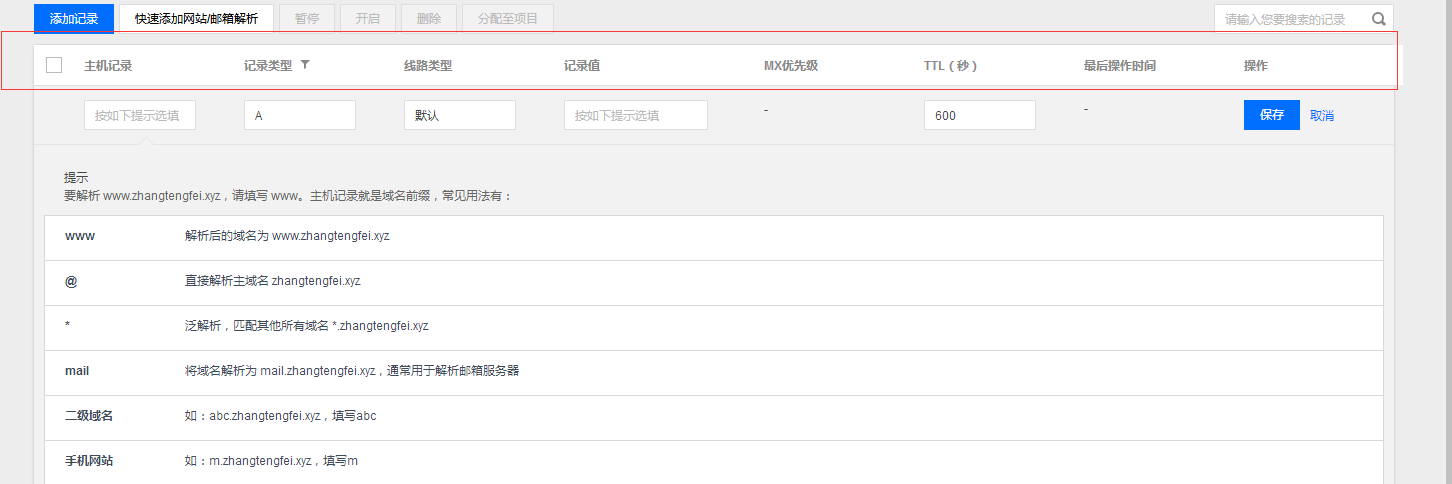 添加记录 快速添加网站/邮箱解析 暂停 开启 删除 分配至项目 请输入您要搜索的记录
主机记录 记录类型 线路类型 记录值 MX优先级 TTL（秒） 最后操作时间 操作
按如下提示选填 A 默认 按如下提示选填 - 600 - 保存 取消
提示
要解析 www.zhangtengfei.xyz，请填写 www。主机记录就是域名前缀，常见用法有：
www 解析后的域名为 www.zhangtengfei.xyz
@ 直接解析主域名 zhangtengfei.xyz
* 泛解析，匹配其他所有域名 *.zhangtengfei.xyz
mail 将域名解析为 mail.zhangtengfei.xyz，通常用于解析邮箱服务器
二级域名 如：abc.zhangtengfei.xyz，填写abc
手机网站 如：m.zhangtengfei.xyz，填写m